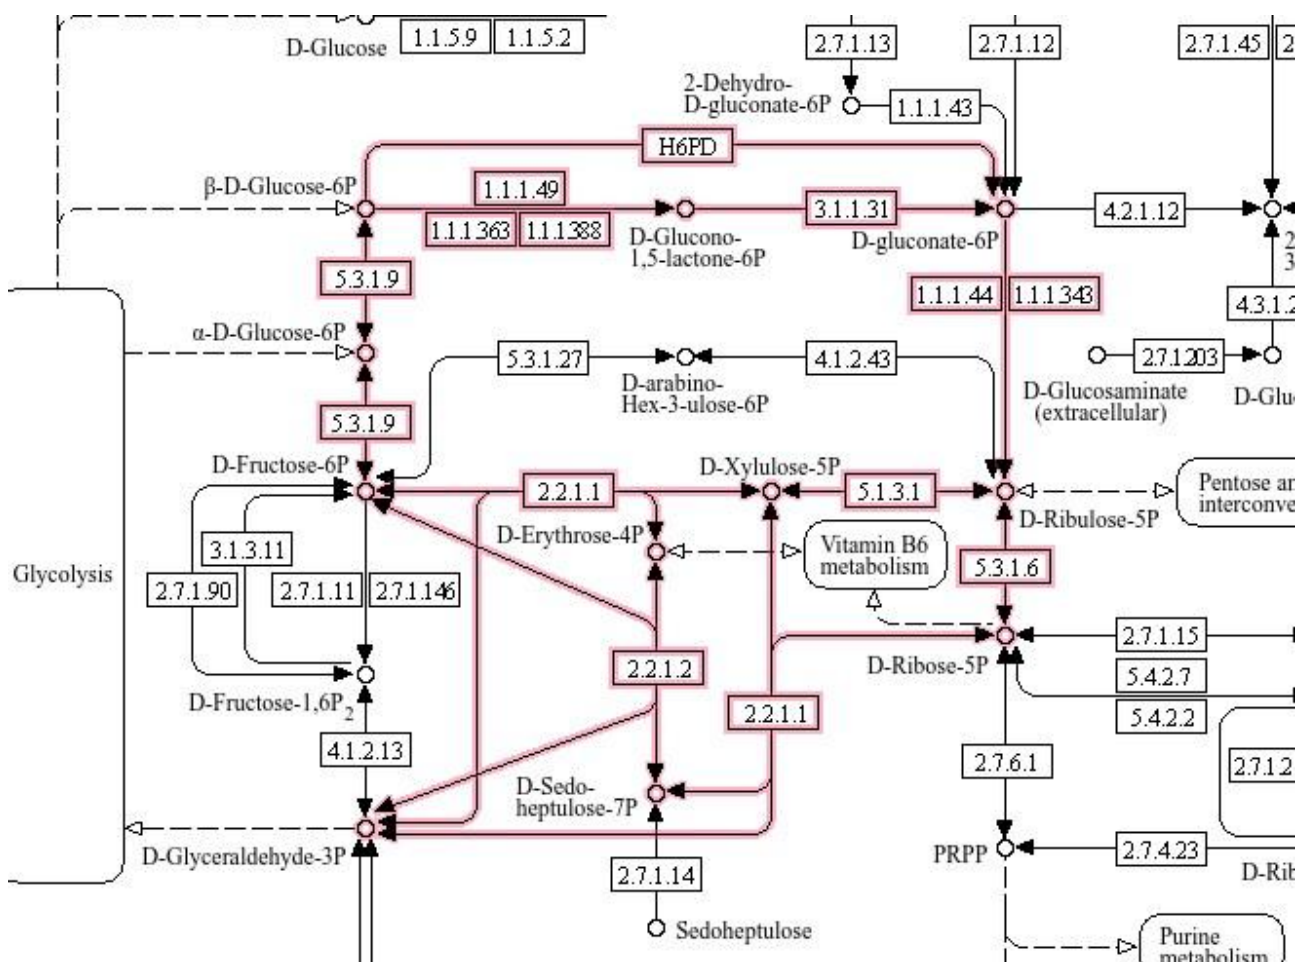 D-Glucose
1.1.5.9
1.1.5.2
2.7.1.13
2.7.1.12
2.7.1.45
2-Dehydro-
D-gluconate-6P
1.1.1.43
H6PD
β-D-Glucose-6P
1.1.1.49
1.1.1.363
1.1.1.388
D-Glucono-
1,5-lactone-6P
3.1.1.31
D-gluconate-6P
4.2.1.12
2
3
5.3.1.9
1.1.1.44
1.1.1.343
4.3.1.2
α-D-Glucose-6P
5.3.1.27
D-arabino-
Hex-3-ulose-6P
4.1.2.43
2.7.1.203
D-Glucosaminate
(extracellular)
D-Glu
5.3.1.9
D-Fructose-6P
2.2.1.1
D-Xylulose-5P
5.1.3.1
D-Ribulose-5P
Pentose an
interconve
D-Erythrose-4P
Vitamin B6
metabolism
3.1.3.11
Glycolysis
2.7.1.90
2.7.1.11
2.7.1.146
5.3.1.6
2.7.1.15
D-Ribose-5P
5.4.2.7
5.4.2.2
2.2.1.2
D-Fructose-1,6P2
2.2.1.1
4.1.2.13
2.7.6.1
2.7.1.2
D-Sedo-
heptulose-7P
D-Glyceraldehyde-3P
PRPP
2.7.4.23
D-Rib
2.7.1.14
Sedoheptulose
Purine
metabolism